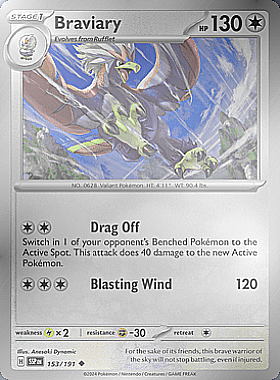 STAGE 1
Braviary
HP 130
Evolves from Rufflet
NO. 0628 Valiant Pokémon HT: 4'11" WT: 90.4 lbs.
Drag Off
Switch in 1 of your opponent's Benched Pokémon to the
Active Spot. This attack does 40 damage to the new Active
Pokémon.
Blasting Wind 120
weakness ×2 resistance -30 retreat
Illus. Anesaki Dynamic
SSP EN 153/191
©2024 Pokémon/Nintendo/Creatures/GAME FREAK
For the sake of its friends, this brave warrior of
the sky will not stop battling, even if injured.